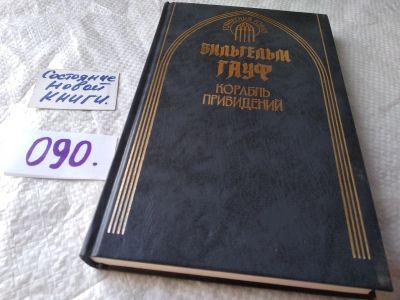 Состояние
новой
книги.
090.
ВИЛЬГЕЛЬМ
ГАУФ
КОРАБЛЬ
ПРИВИДЕНИЙ